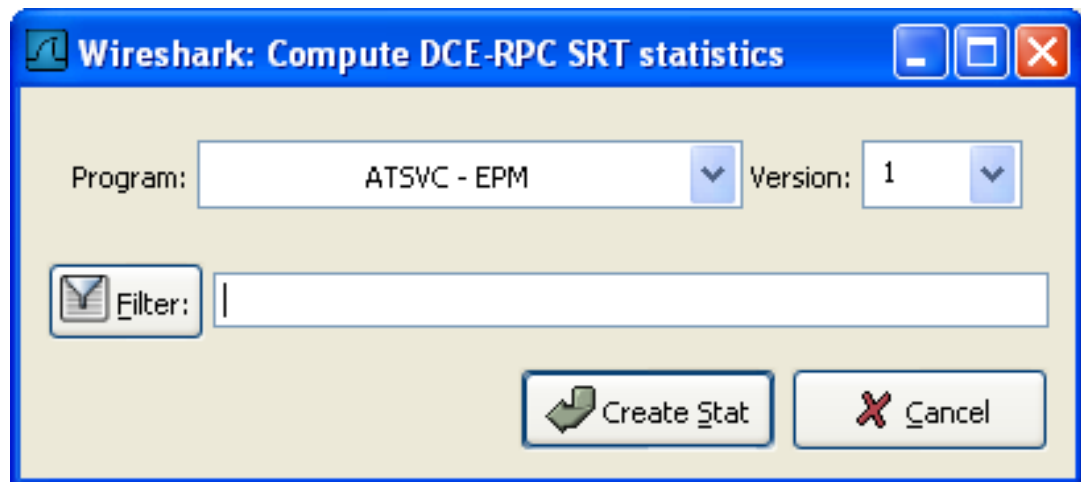 Wireshark: Compute DCE-RPC SRT statistics
Program: ATSVC - EPM Version: 1
Filter:
Create Stat Cancel